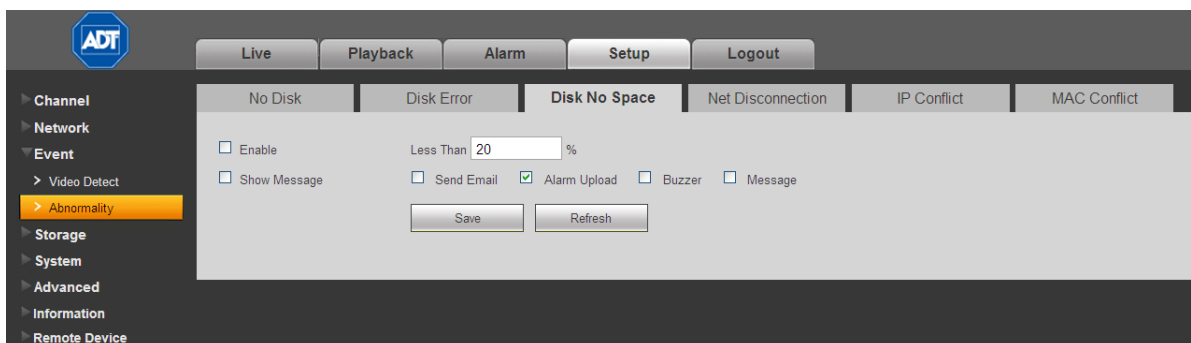 ADT
Live Playback Alarm Setup Logout
Channel
Network
Event
> Video Detect
> Abnormality
Storage
System
Advanced
Information
Remote Device
No Disk Disk Error Disk No Space Net Disconnection IP Conflict MAC Conflict
Enable Less Than 20 %
Show Message Send Email Alarm Upload Buzzer Message
Save Refresh